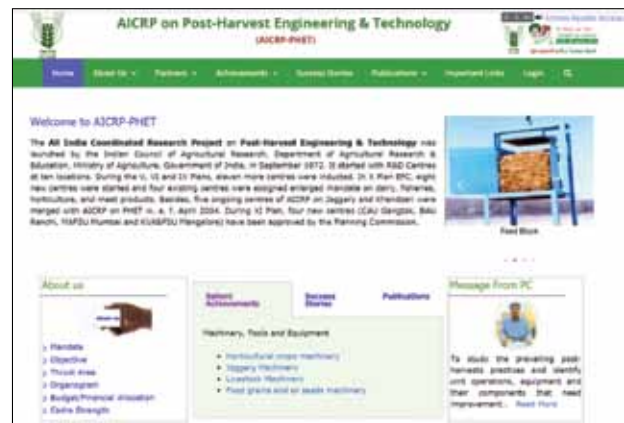 AICRP on Post-Harvest Engineering & Technology
(AICRP-PHET)
Home About Us Partners Achievements Success Stories Publications Important Links Login
Welcome to AICRP-PHET
The All India Coordinated Research Project on Post-Harvest Engineering & Technology was
launched by the Indian Council of Agricultural Research, Department of Agricultural Research &
Education, Ministry of Agriculture, Government of India, in September 1972. It started with R&D Centres
at ten locations. During the V, VI and IX Plans, eleven more centres were inducted. In X Plan EFC, eight
new centres were started and four existing centres were assigned enlarged mandate on dairy, fisheries,
horticulture, and meat products. Besides, five ongoing centres of AICRP on Jaggery and Khandsari were
merged with AICRP on PHET w. e. f. April 2004. During XI Plan, four new centres (CAU Gangtok, BAU
Ranchi, MAFSU Mumbai and KVAFSU Mangalore) have been approved by the Planning Commission.
Feed Block
About us
> Mandate
> Objective
> Thrust Area
> Organogram
> Budget/Financial Allocation
> Cadre Strength
Salient Achievements
Success Stories
Publications
Machinery, Tools and Equipment
• Horticultural crops machinery
• Jaggery Machinery
• Livestock Machinery
• Food grains and oil seeds machinery
Message From PC
To study the prevailing post-
harvests practices and identify
unit operations, equipment and
their components that need
improvement.. Read More